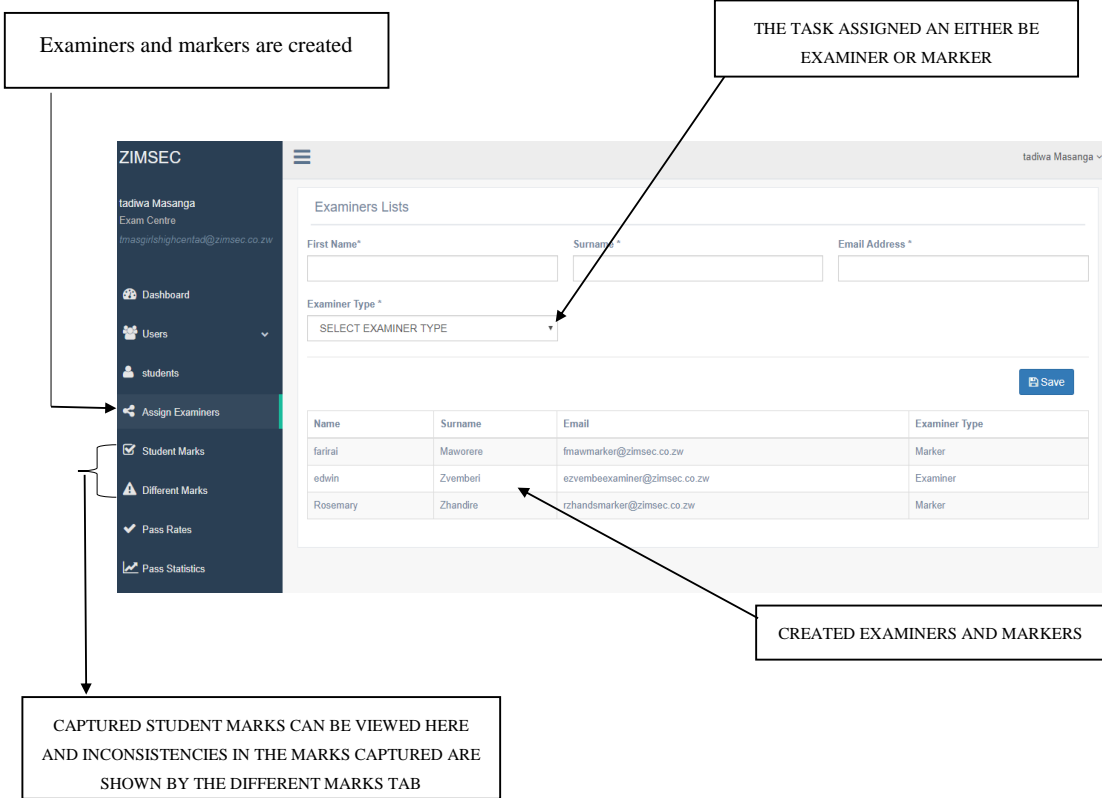 Examiners and markers are created
THE TASK ASSIGNED AN EITHER BE
EXAMINER OR MARKER
ZIMSEC
tadiwa Masanga
tadiwa Masanga
Exam Centre
tmasgirlshighcentad@zimsec.co.zw
Dashboard
Users
students
Assign Examiners
Student Marks
Different Marks
Pass Rates
Pass Statistics
Examiners Lists
First Name* Surname * Email Address *
Examiner Type *
SELECT EXAMINER TYPE
Save
Name Surname Email Examiner Type
farirai Maworere fmawmarker@zimsec.co.zw Marker
edwin Zvemberi ezvembeexaminer@zimsec.co.zw Examiner
Rosemary Zhandire rzhandsmarker@zimsec.co.zw Marker
CREATED EXAMINERS AND MARKERS
CAPTURED STUDENT MARKS CAN BE VIEWED HERE
AND INCONSISTENCIES IN THE MARKS CAPTURED ARE
SHOWN BY THE DIFFERENT MARKS TAB